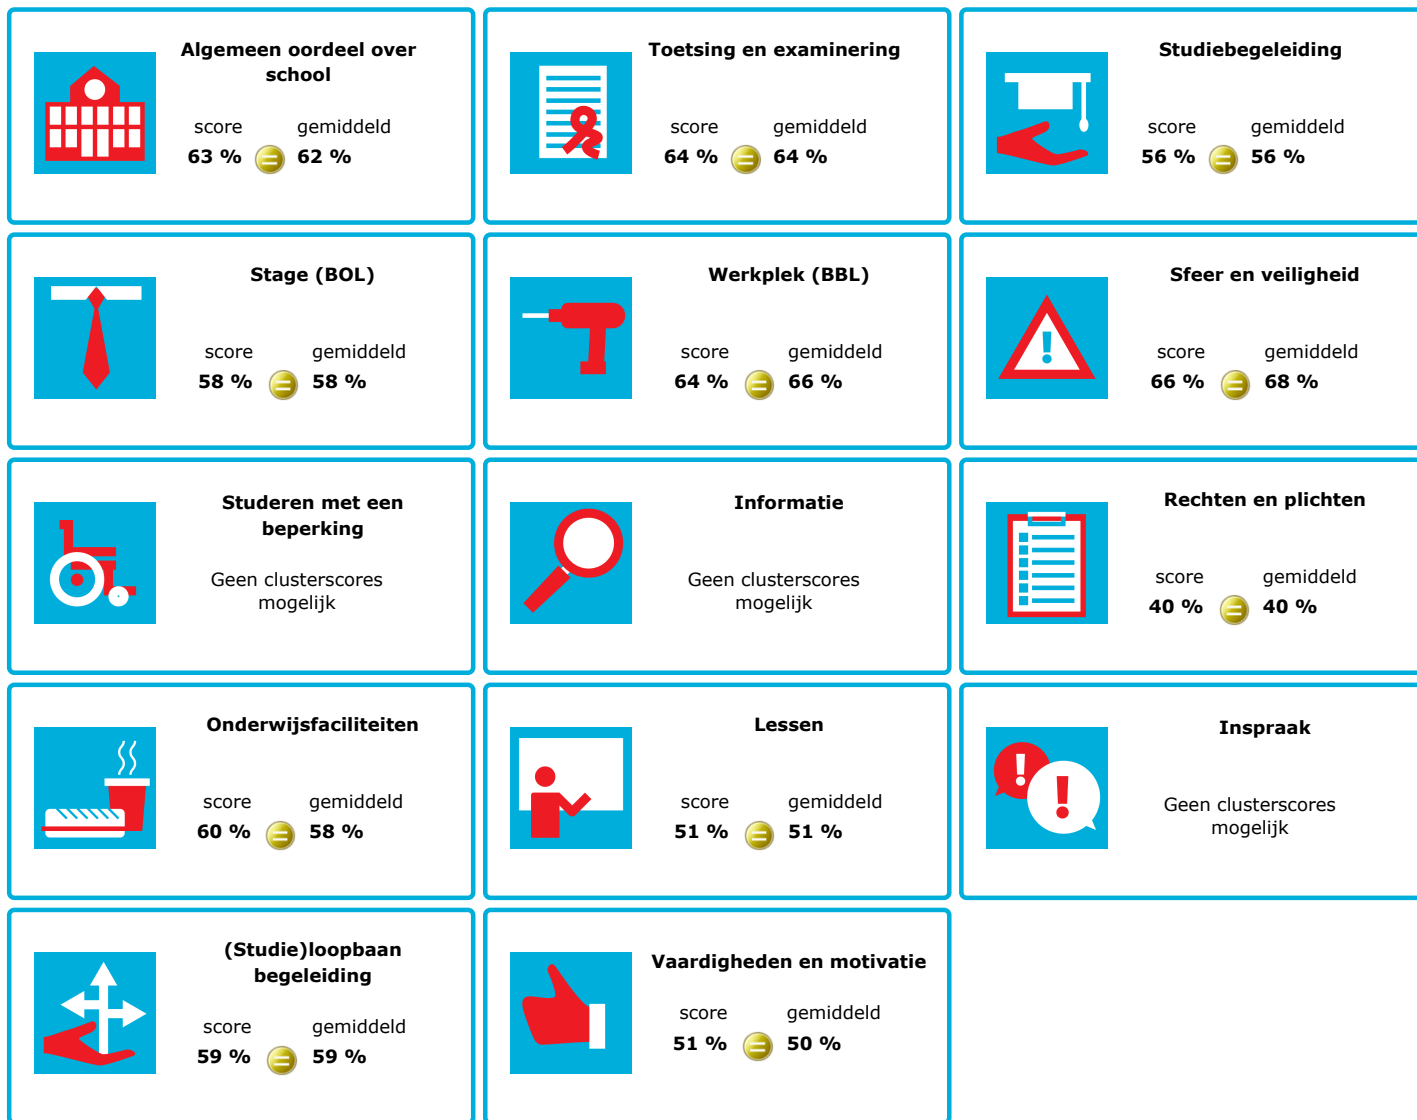 Algemeen oordeel over
school
score gemiddeld
63 % = 62 %
Toetsing en examinering
score gemiddeld
64 % = 64 %
Studiebegeleiding
score gemiddeld
56 % = 56 %
Stage (BOL)
score gemiddeld
58 % = 58 %
Werkplek (BBL)
score gemiddeld
64 % = 66 %
Sfeer en veiligheid
!
score gemiddeld
66 % = 68 %
Studeren met een
beperking
Geen clusterscores
mogelijk
Informatie
Geen clusterscores
mogelijk
Rechten en plichten
score gemiddeld
40 % = 40 %
Onderwijsfaciliteiten
score gemiddeld
60 % = 58 %
Lessen
score gemiddeld
51 % = 51 %
Inspraak
! !
Geen clusterscores
mogelijk
(Studie)loopbaan
begeleiding
score gemiddeld
59 % = 59 %
Vaardigheden en motivatie
score gemiddeld
51 % = 50 %